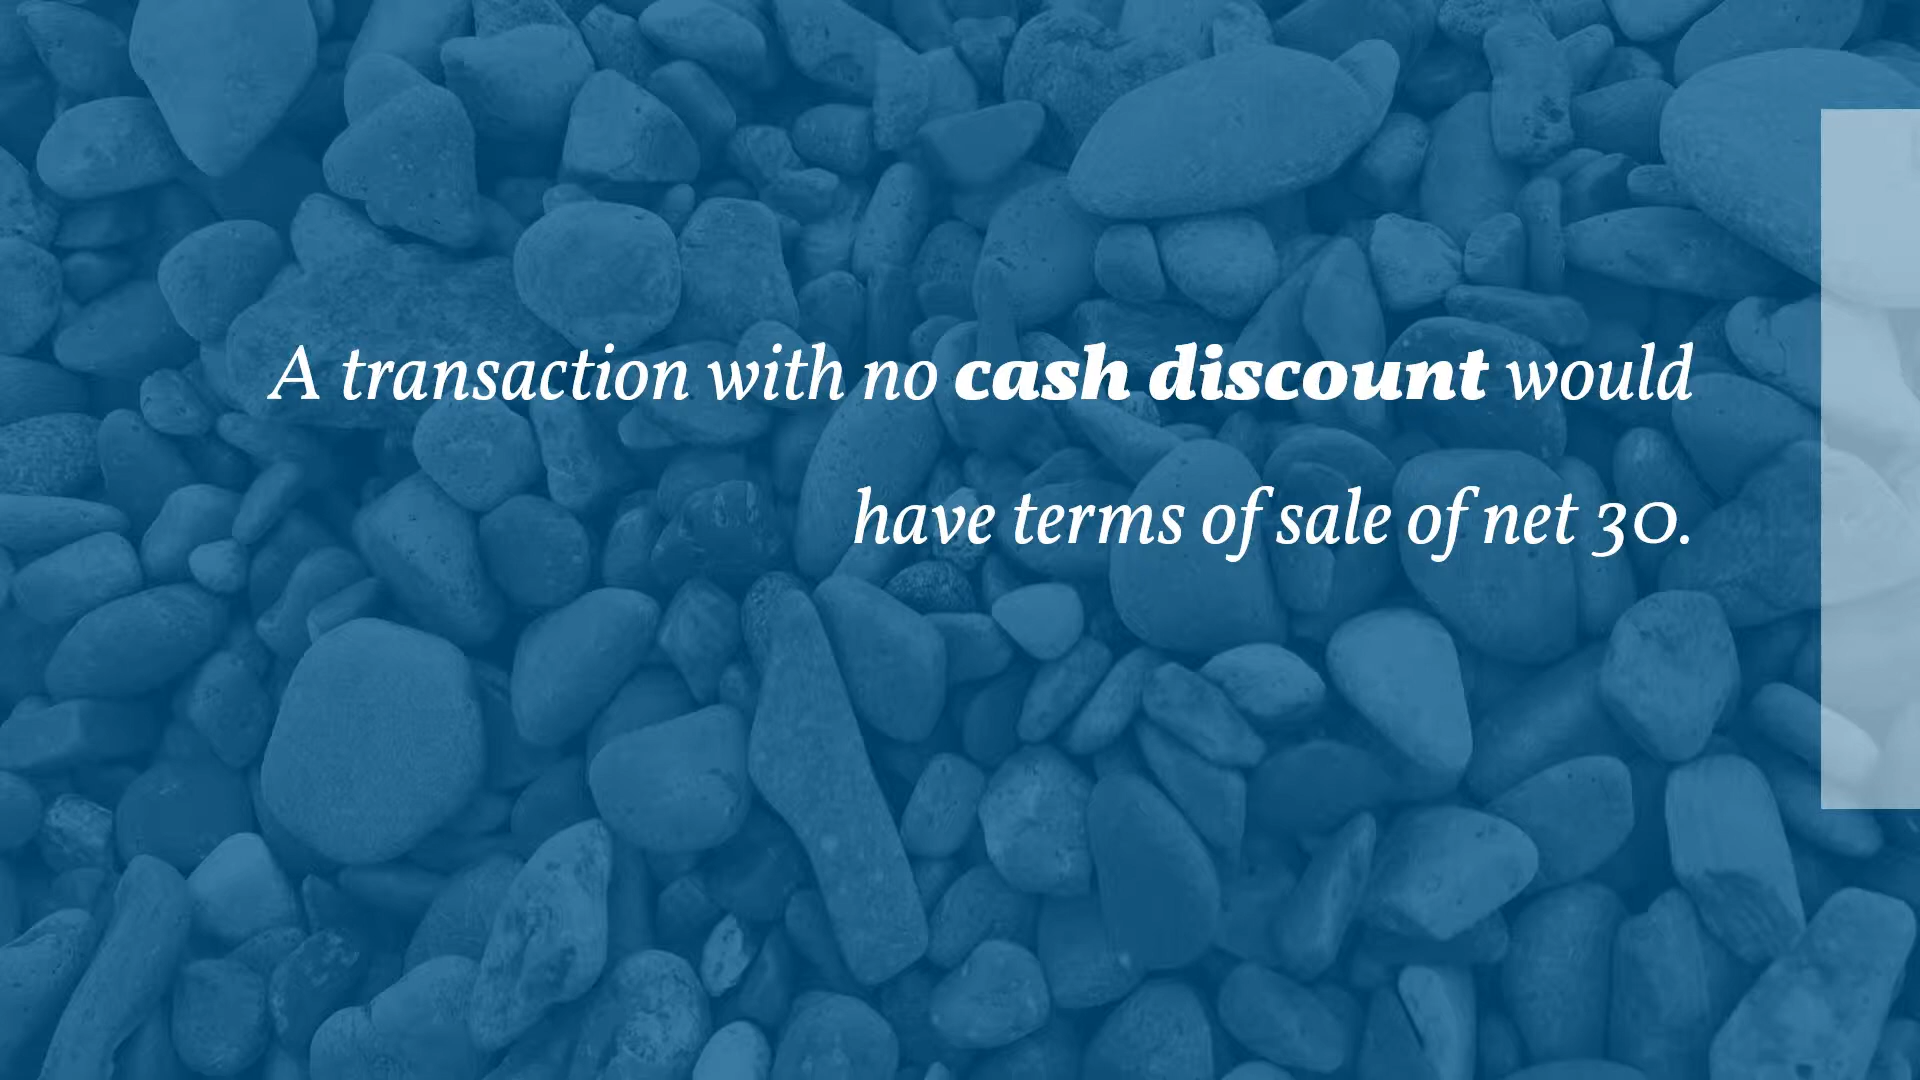 A transaction with no cash discount would
have terms of sale of net 30.